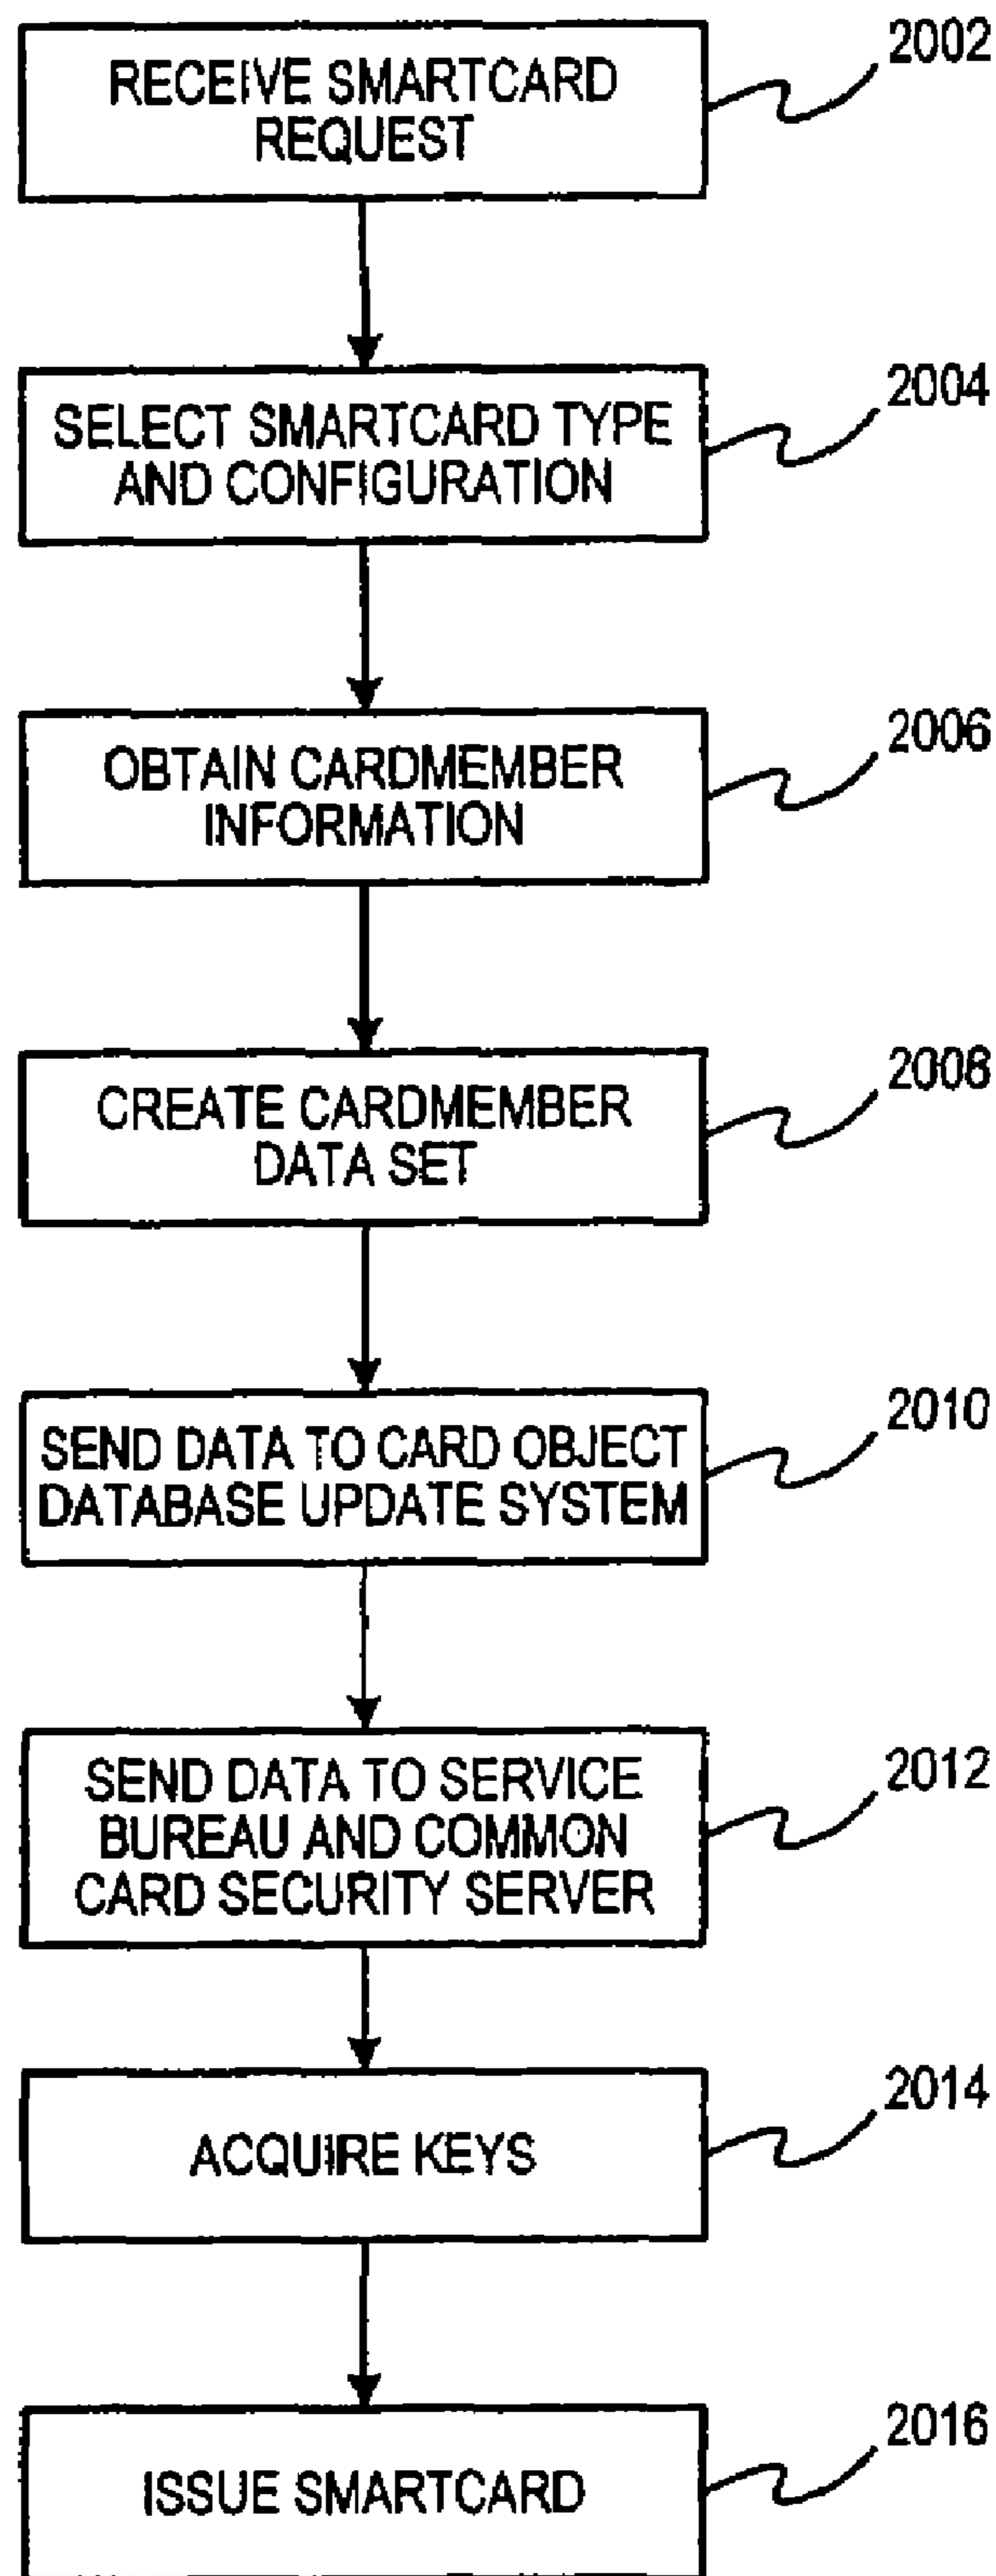 2002
RECEIVE SMARTCARD
REQUEST
2004
SELECT SMARTCARD TYPE
AND CONFIGURATION
2006
OBTAIN CARDMEMBER
INFORMATION
2008
CREATE CARDMEMBER
DATA SET
2010
SEND DATA TO CARD OBJECT
DATABASE UPDATE SYSTEM
2012
SEND DATA TO SERVICE
BUREAU AND COMMON
CARD SECURITY SERVER
2014
ACQUIRE KEYS
2016
ISSUE SMARTCARD